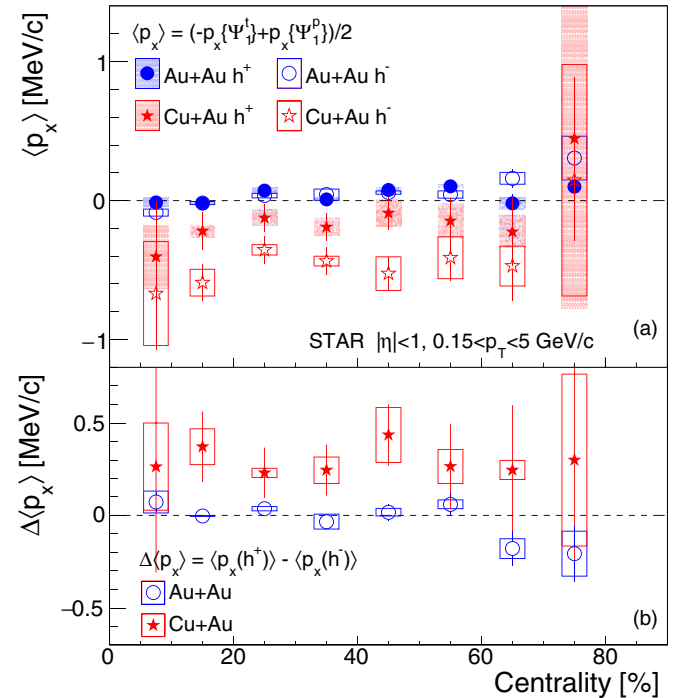 ⟨p_x⟩ [MeV/c]
1
0
−1
⟨p_x⟩ = (-p_x{Ψ_1^t}+p_x{Ψ_1^p})/2
Au+Au h⁺ Au+Au h⁻
Cu+Au h⁺ Cu+Au h⁻
(a)
STAR |η|<1, 0.15<p_T<5 GeV/c
Δ⟨p_x⟩ [MeV/c]
0.5
0
−0.5
Δ⟨p_x⟩ = ⟨p_x(h⁺)⟩ - ⟨p_x(h⁻)⟩
Au+Au
Cu+Au
(b)
0 20 40 60 80
Centrality [%]